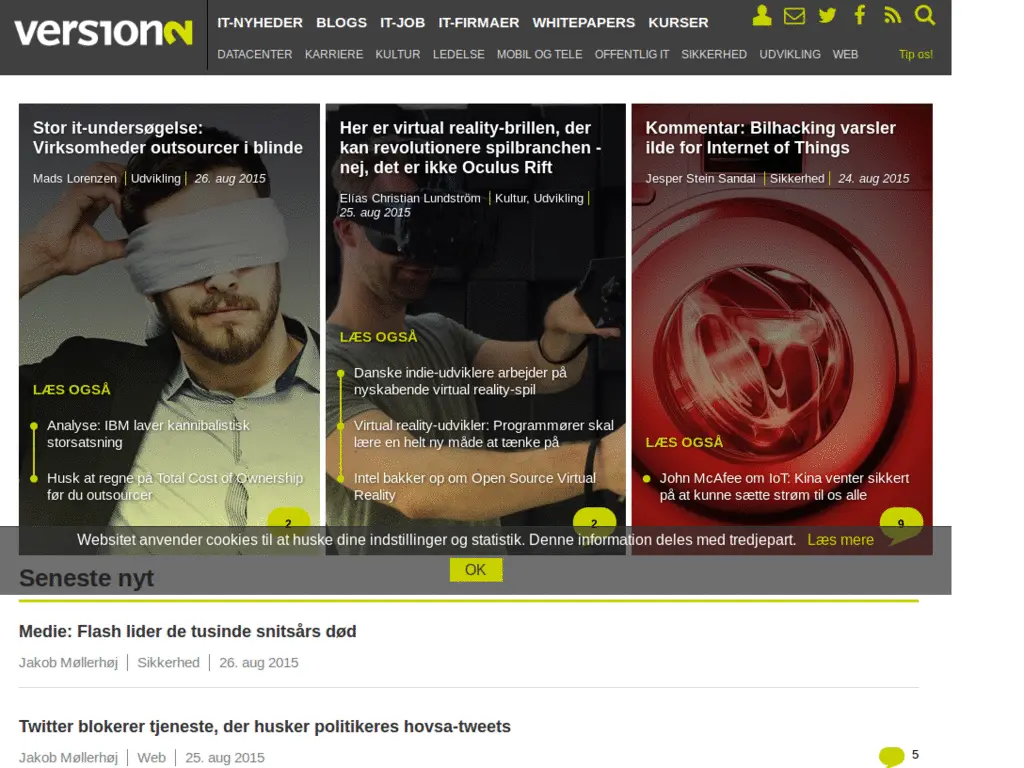 version2
IT-NYHEDER BLOGS IT-JOB IT-FIRMAER WHITEPAPERS KURSER
DATACENTER KARRIERE KULTUR LEDELSE MOBIL OG TELE OFFENTLIG IT SIKKERHED UDVIKLING WEB Tip os!
Stor it-undersøgelse:
Virksomheder outsourcer i blinde
Mads Lorenzen Udvikling 26. aug 2015
LÆS OGSÅ
Analyse: IBM laver kannibalistisk
storsatsning
Husk at regne på Total Cost of Ownership
før du outsourcer
2
Her er virtual reality-brillen, der
kan revolutionere spilbranchen -
nej, det er ikke Oculus Rift
Elías Christian Lundström Kultur, Udvikling
25. aug 2015
LÆS OGSÅ
Danske indie-udviklere arbejder på
nyskabende virtual reality-spil
Virtual reality-udvikler: Programmører skal
lære en helt ny måde at tænke på
Intel bakker op om Open Source Virtual
Reality
2
Kommentar: Bilhacking varsler
ilde for Internet of Things
Jesper Stein Sandal Sikkerhed 24. aug 2015
LÆS OGSÅ
John McAfee om IoT: Kina venter sikkert
på at kunne sætte strøm til os alle
9
Websitet anvender cookies til at huske dine indstillinger og statistik. Denne information deles med tredjepart. Læs mere
OK
Seneste nyt
Medie: Flash lider de tusinde snitsårs død
Jakob Møllerhøj Sikkerhed 26. aug 2015
Twitter blokerer tjeneste, der husker politikeres hovsa-tweets
Jakob Møllerhøj Web 25. aug 2015 5